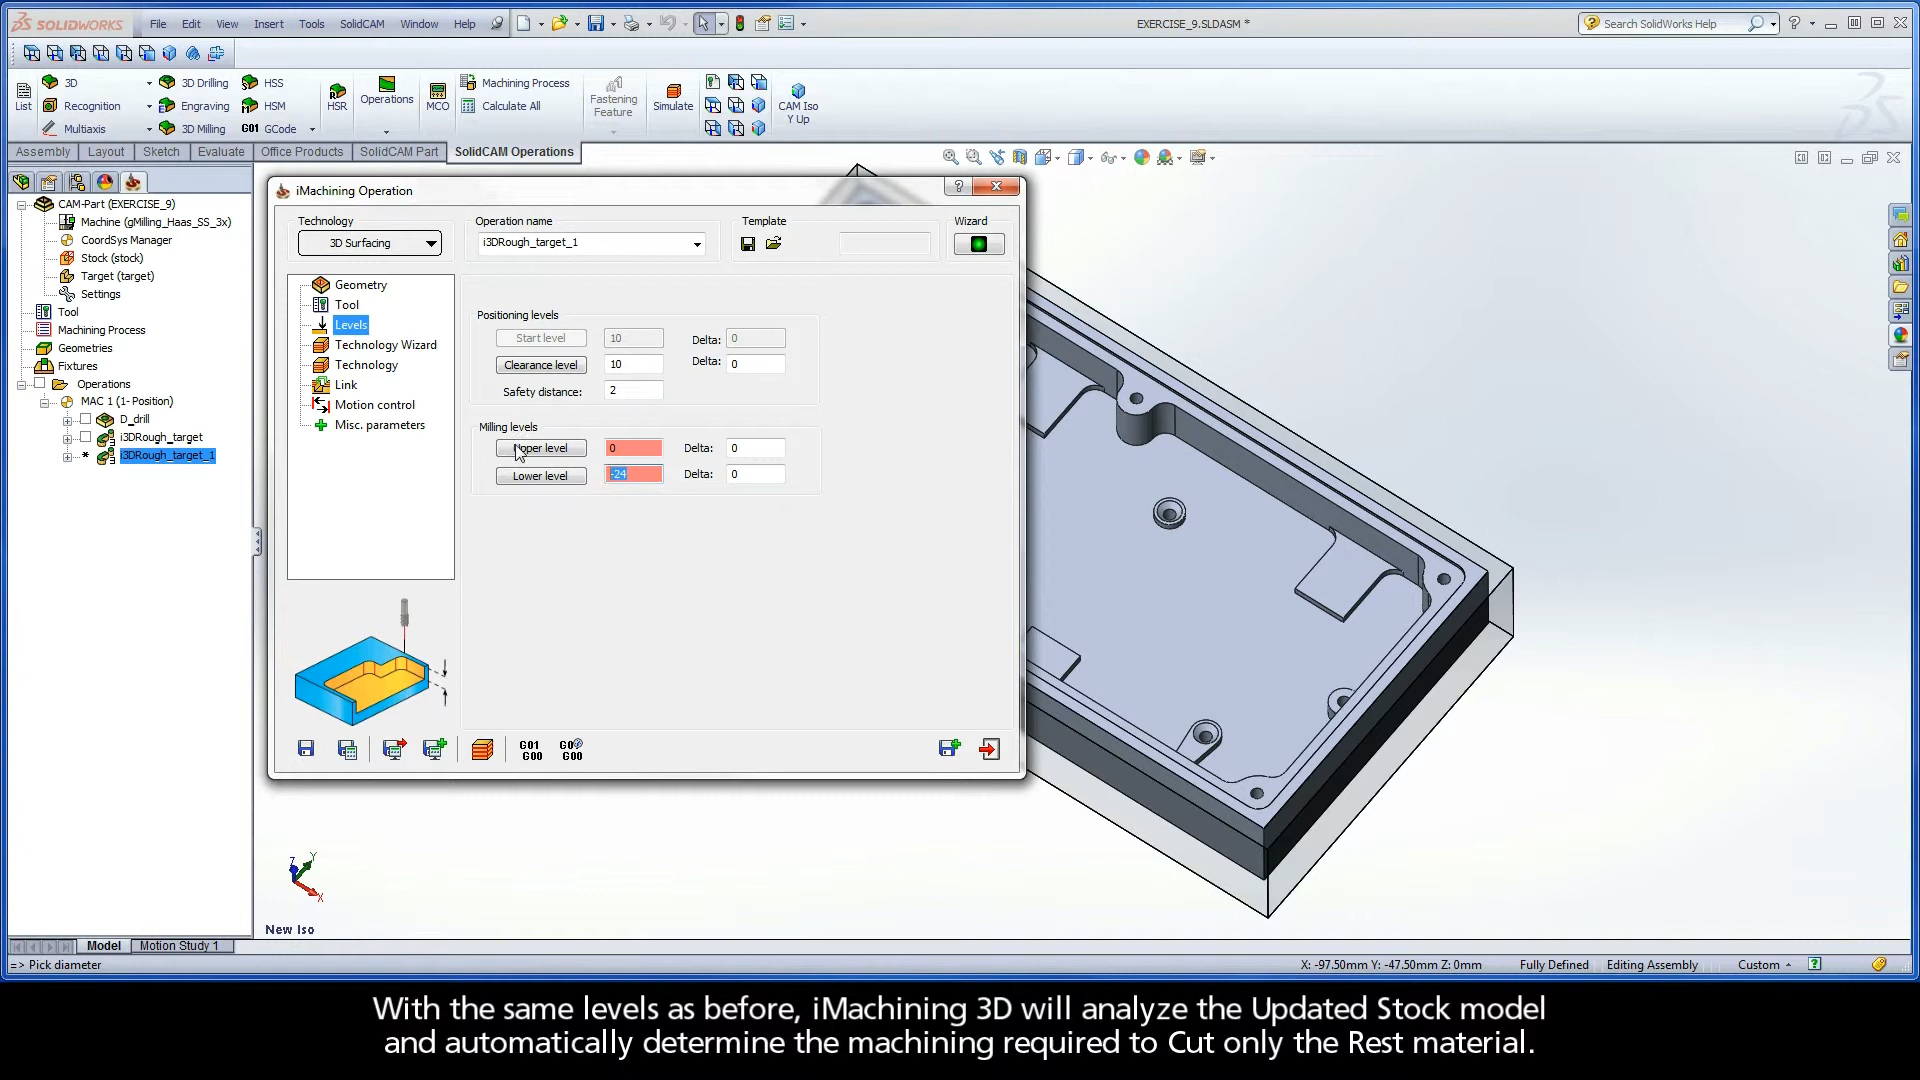 SOLIDWORKS File Edit View Insert Tools SolidCAM Window Help EXERCISE_9.SLDASM * Search SolidWorks Help
3D 3D Drilling HSS Machining Process
List Recognition Engraving HSM HSR Operations MCO Calculate All Fastening Feature Simulate CAM Iso Y Up
Multiaxis 3D Milling G01 GCode
Assembly Layout Sketch Evaluate Office Products SolidCAM Part SolidCAM Operations
CAM-Part (EXERCISE_9)
Machine (gMilling_Haas_SS_3x)
CoordSys Manager
Stock (stock)
Target (target)
Settings
Tool
Machining Process
Geometries
Fixtures
Operations
MAC 1 (1- Position)
D_drill
i3DRough_target
* i3DRough_target_1
iMachining Operation
Technology Operation name Template Wizard
3D Surfacing i3DRough_target_1
Geometry
Tool
Levels
Technology Wizard
Technology
Link
Motion control
Misc. parameters
Positioning levels
Start level 10 Delta: 0
Clearance level 10 Delta: 0
Safety distance: 2
Milling levels
Upper level 0 Delta: 0
Lower level -24 Delta: 0
G01 G00
G00 G00
Z Y X
New Iso
Model Motion Study 1
=> Pick diameter X: -97.50mm Y: -47.50mm Z: 0mm Fully Defined Editing Assembly Custom
With the same levels as before, iMachining 3D will analyze the Updated Stock model
and automatically determine the machining required to Cut only the Rest material.